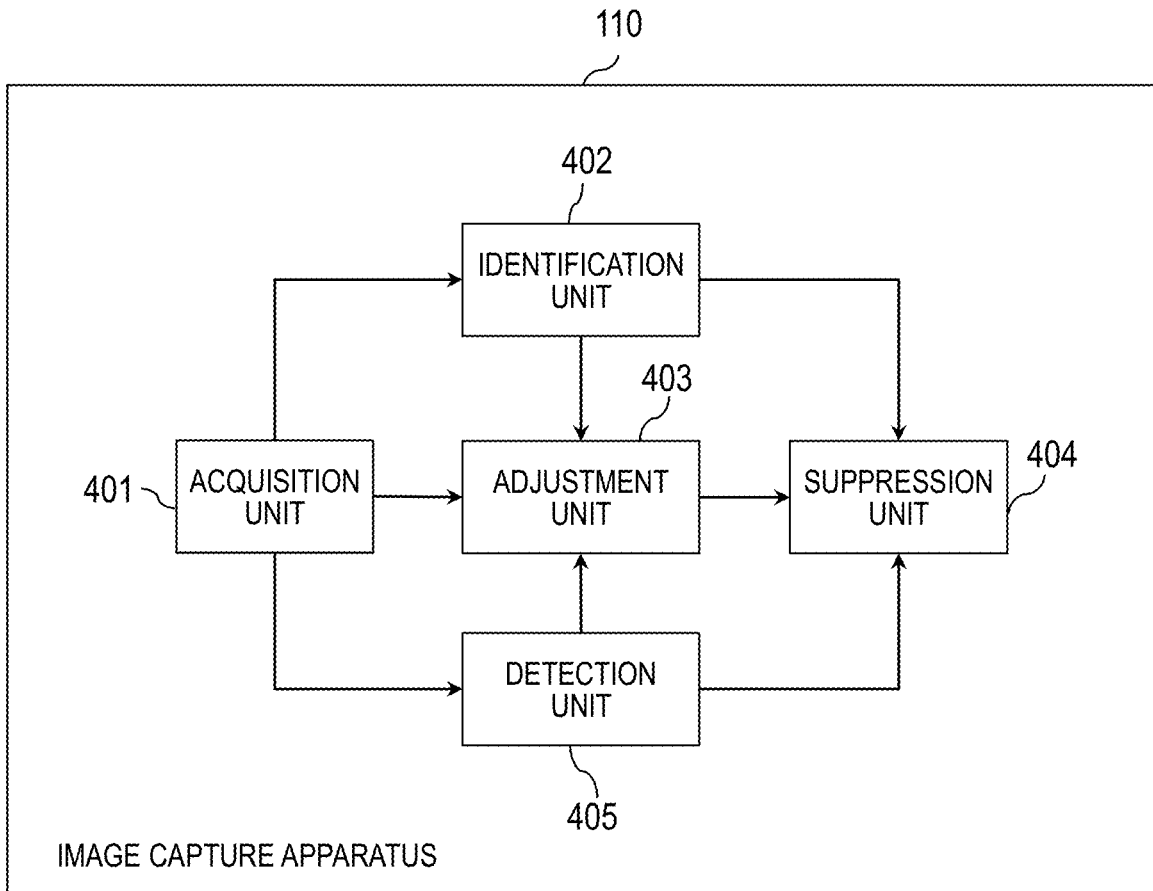 110
402
IDENTIFICATION
UNIT
403
401
ACQUISITION
UNIT
ADJUSTMENT
UNIT
SUPPRESSION
UNIT
404
DETECTION
UNIT
405
IMAGE CAPTURE APPARATUS